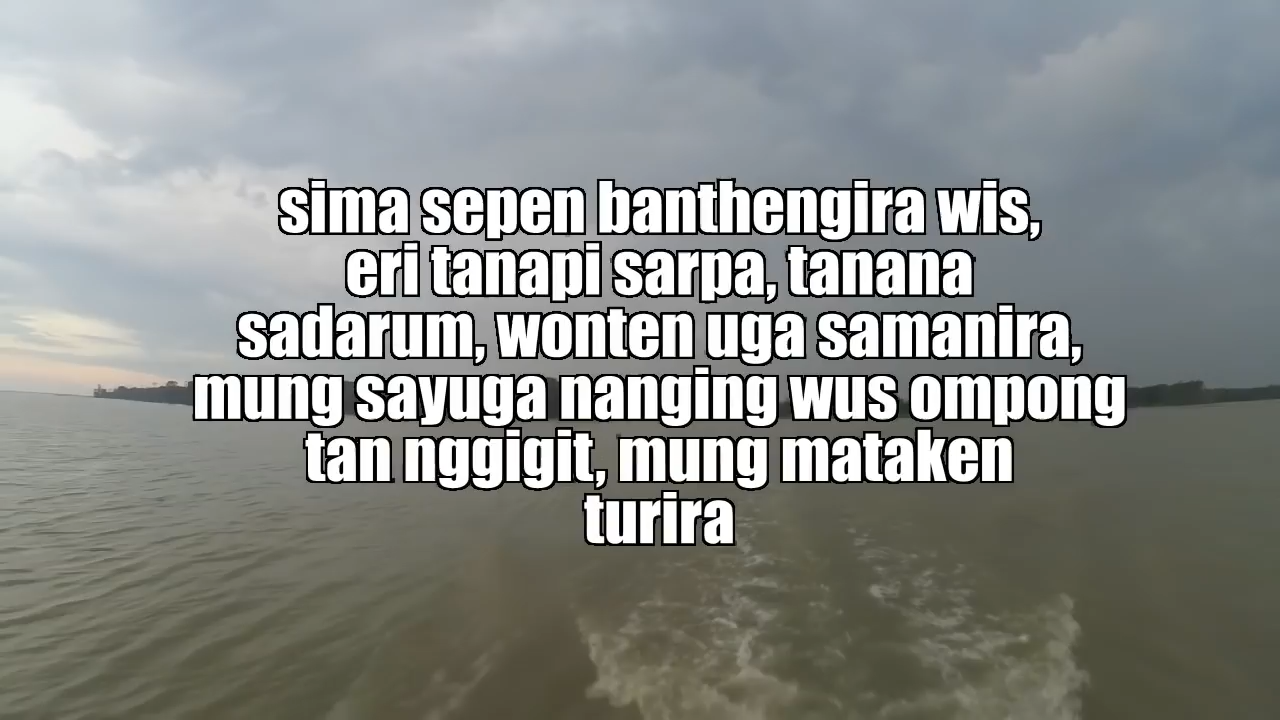 sima sepen banthengira wis,
eri tanapi sarpa, tanana
sadarum, wonten uga samanira,
mung sayuga nanging wus ompong
tan nggigit, mung mataken
turira